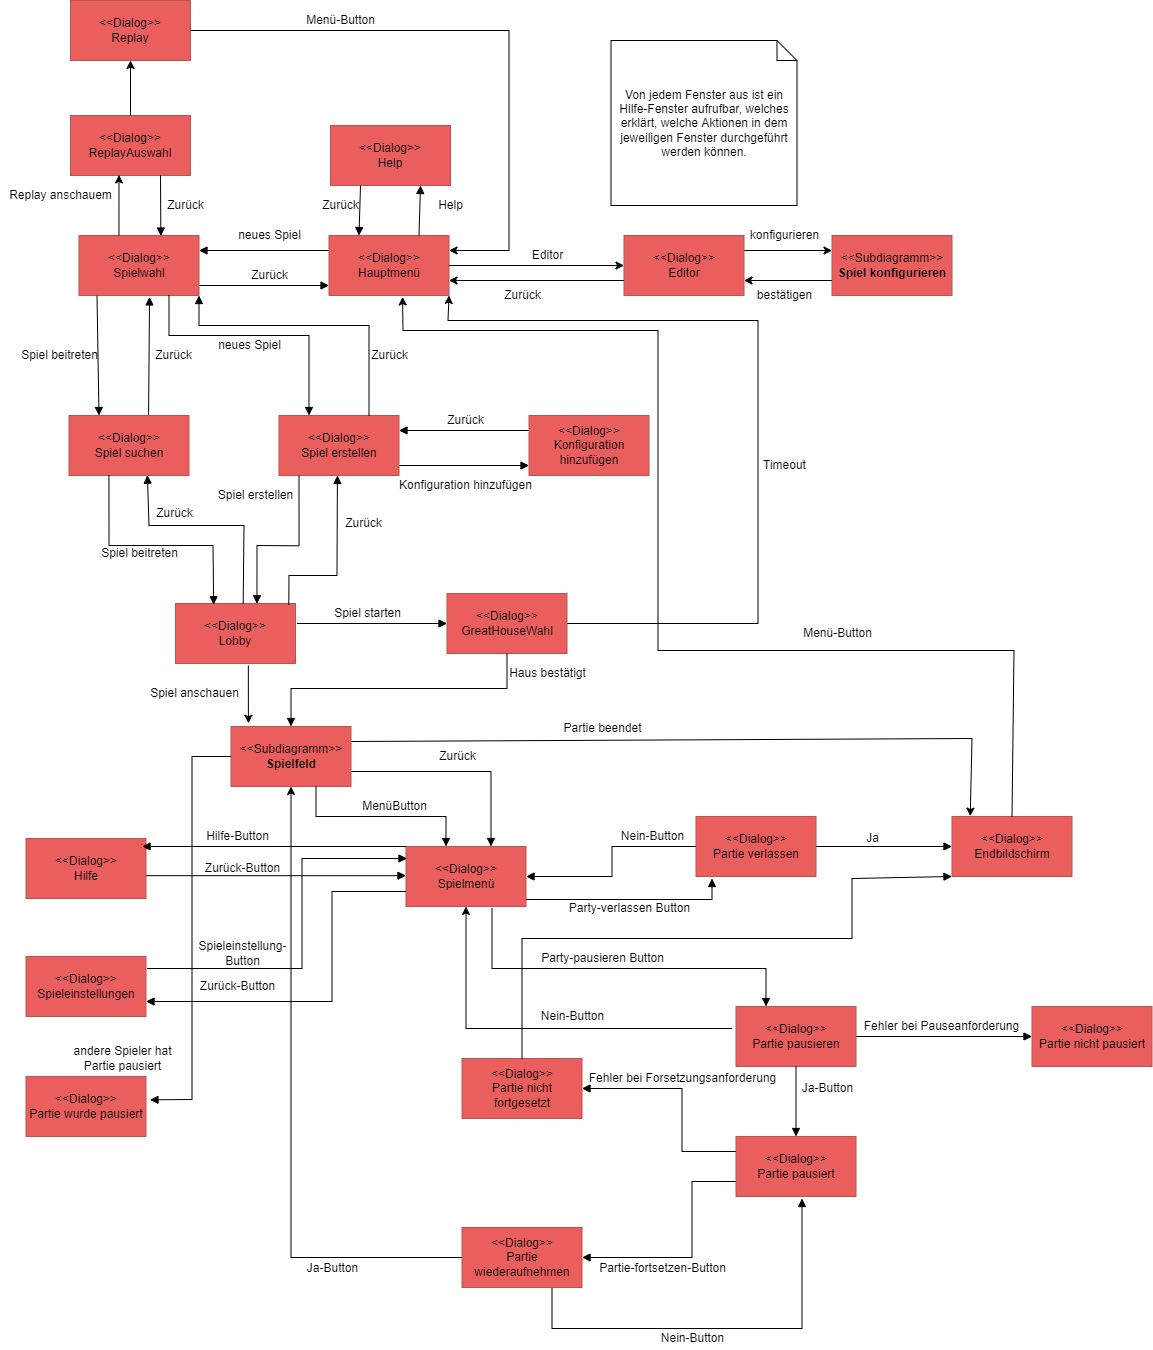 <<Dialog>>
Replay
Menü-Button
Von jedem Fenster aus ist ein
Hilfe-Fenster aufrufbar, welches
erklärt, welche Aktionen in dem
jeweiligen Fenster durchgeführt
werden können.
<<Dialog>>
ReplayAuswahl
<<Dialog>>
Help
Replay anschauem
Zurück
Zurück
Help
<<Dialog>>
Spielwahl
neues Spiel
Zurück
<<Dialog>>
Hauptmenü
Editor
Zurück
<<Dialog>>
Editor
konfigurieren
bestätigen
<<Subdiagramm>>
Spiel konfigurieren
Spiel beitreten
Zurück
neues Spiel
Zurück
<<Dialog>>
Spiel suchen
<<Dialog>>
Spiel erstellen
Zurück
Konfiguration hinzufügen
<<Dialog>>
Konfiguration
hinzufügen
Timeout
Spiel erstellen
Zurück
Zurück
Spiel beitreten
<<Dialog>>
Lobby
Spiel starten
<<Dialog>>
GreatHouseWahl
Menü-Button
Haus bestätigt
Spiel anschauen
<<Subdiagramm>>
Spielfeld
Partie beendet
Zurück
MenüButton
Hilfe-Button
<<Dialog>>
Hilfe
Zurück-Button
<<Dialog>>
Spielmenü
Nein-Button
<<Dialog>>
Partie verlassen
Ja
<<Dialog>>
Endbildschirm
Party-verlassen Button
Spieleinstellung-
Button
<<Dialog>>
Spieleinstellungen
Zurück-Button
Party-pausieren Button
Nein-Button
<<Dialog>>
Partie pausieren
Fehler bei Pauseanforderung
<<Dialog>>
Partie nicht pausiert
andere Spieler hat
Partie pausiert
<<Dialog>>
Partie wurde pausiert
<<Dialog>>
Partie nicht
fortgesetzt
Fehler bei Forsetzungsanforderung
Ja-Button
<<Dialog>>
Partie pausiert
<<Dialog>>
Partie
wiederaufnehmen
Ja-Button
Partie-fortsetzen-Button
Nein-Button